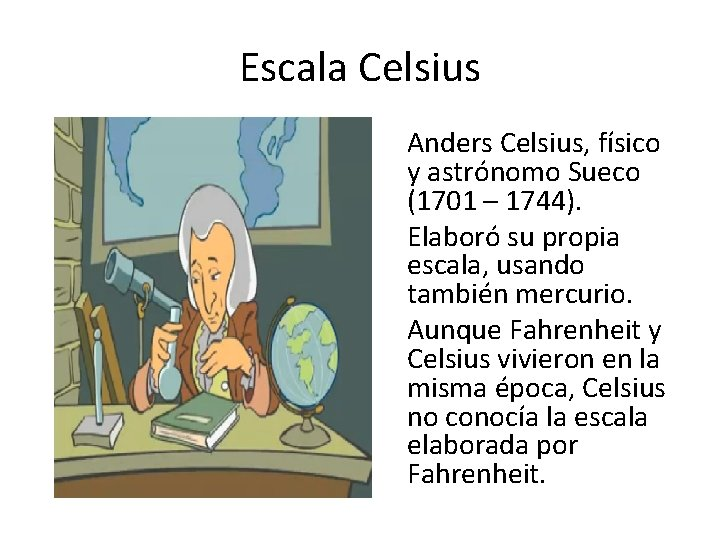 Escala Celsius
Anders Celsius, físico
y astrónomo Sueco
(1701 – 1744).
Elaboró su propia
escala, usando
también mercurio.
Aunque Fahrenheit y
Celsius vivieron en la
misma época, Celsius
no conocía la escala
elaborada por
Fahrenheit.